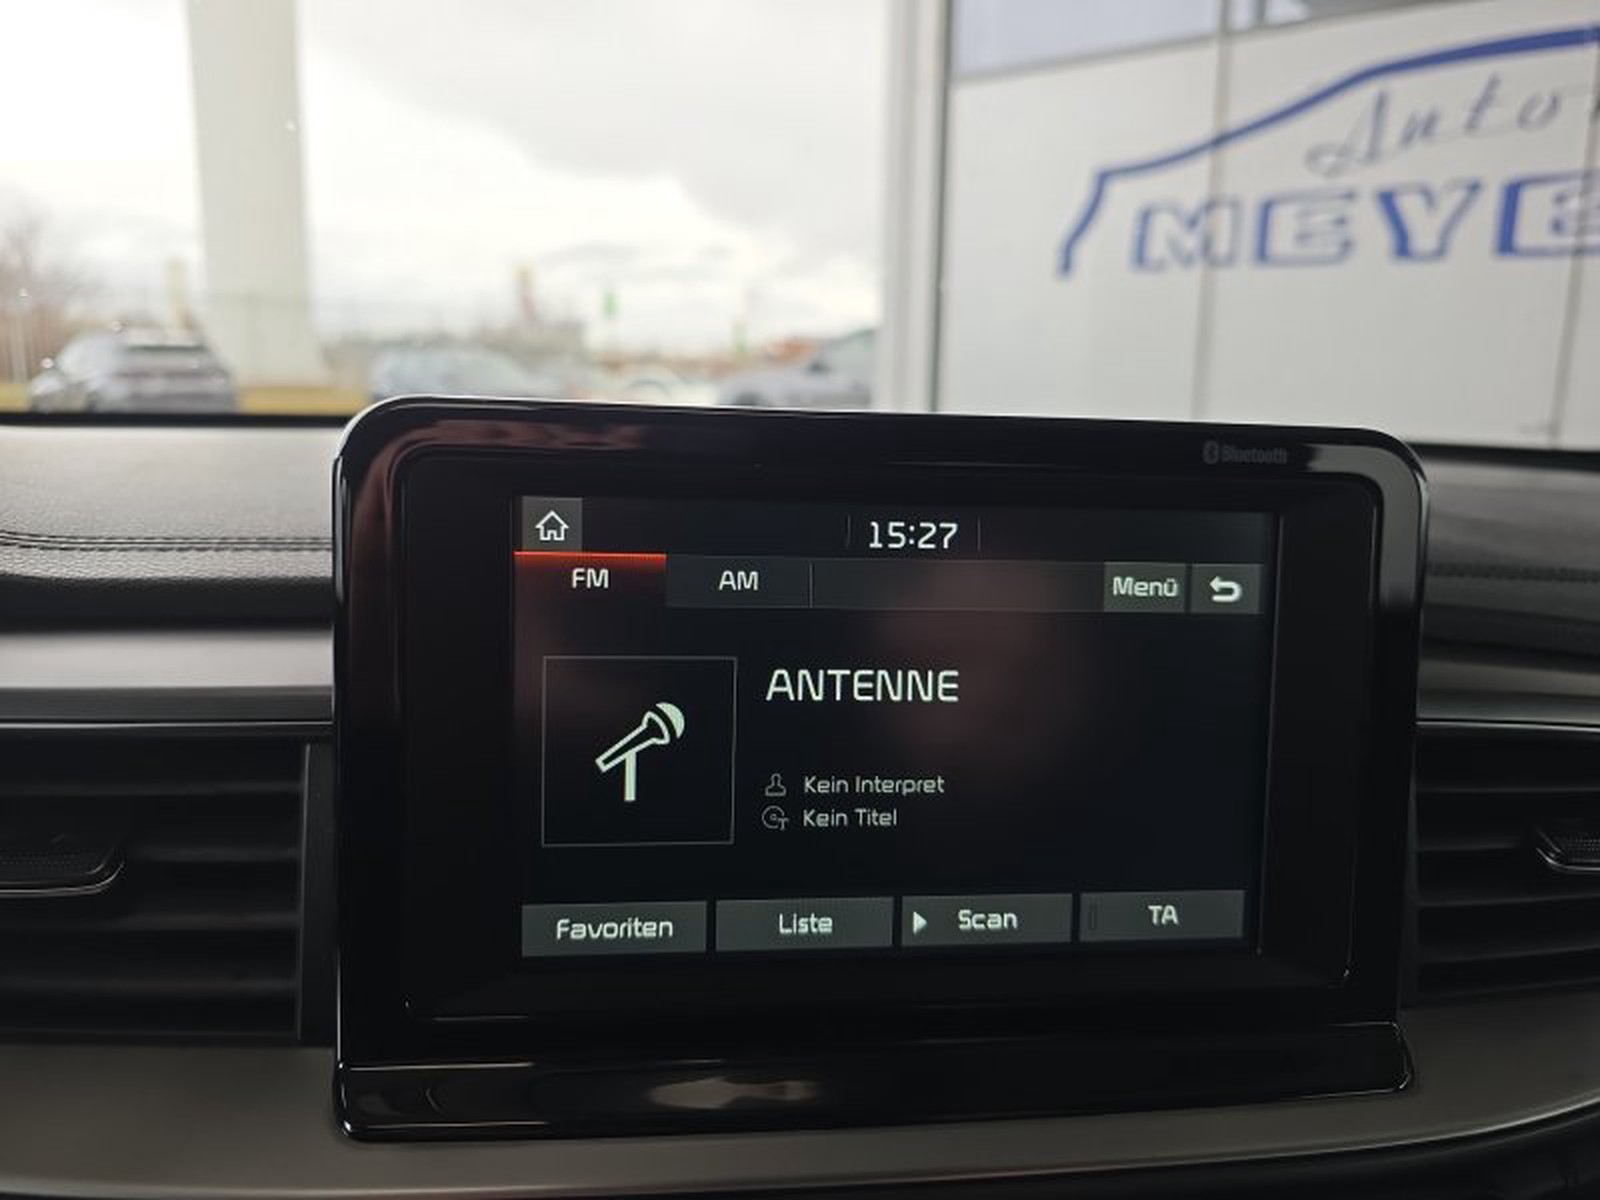 Auto
MEYE
Bluetooth
15:27
FM
AM
Menü
ANTENNE
Kein Interpret
Kein Titel
Favoriten
Liste
Scan
TA